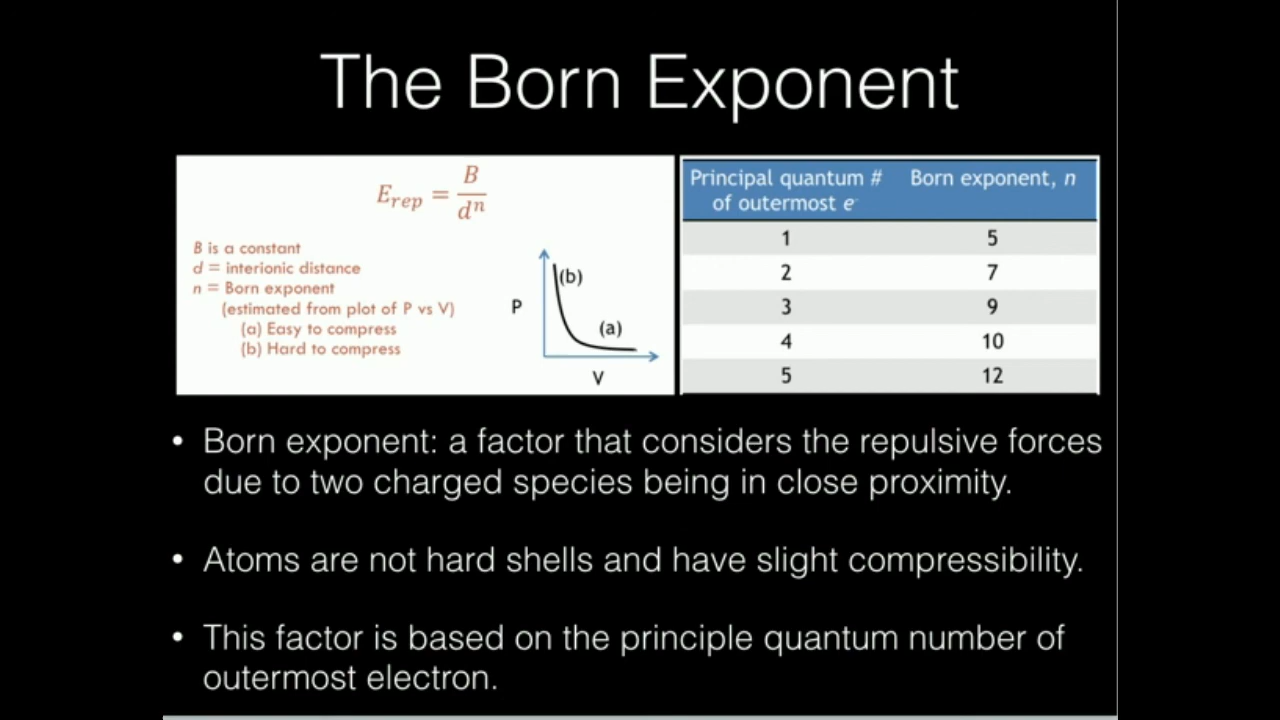 The Born Exponent
E_rep = B / d^n
B is a constant
d = interionic distance
n = Born exponent
(estimated from plot of P vs V)
(a) Easy to compress
(b) Hard to compress
P
(b)
(a)
V
Principal quantum # Born exponent, n
of outermost e⁻
1 5
2 7
3 9
4 10
5 12
• Born exponent: a factor that considers the repulsive forces
due to two charged species being in close proximity.
• Atoms are not hard shells and have slight compressibility.
• This factor is based on the principle quantum number of
outermost electron.